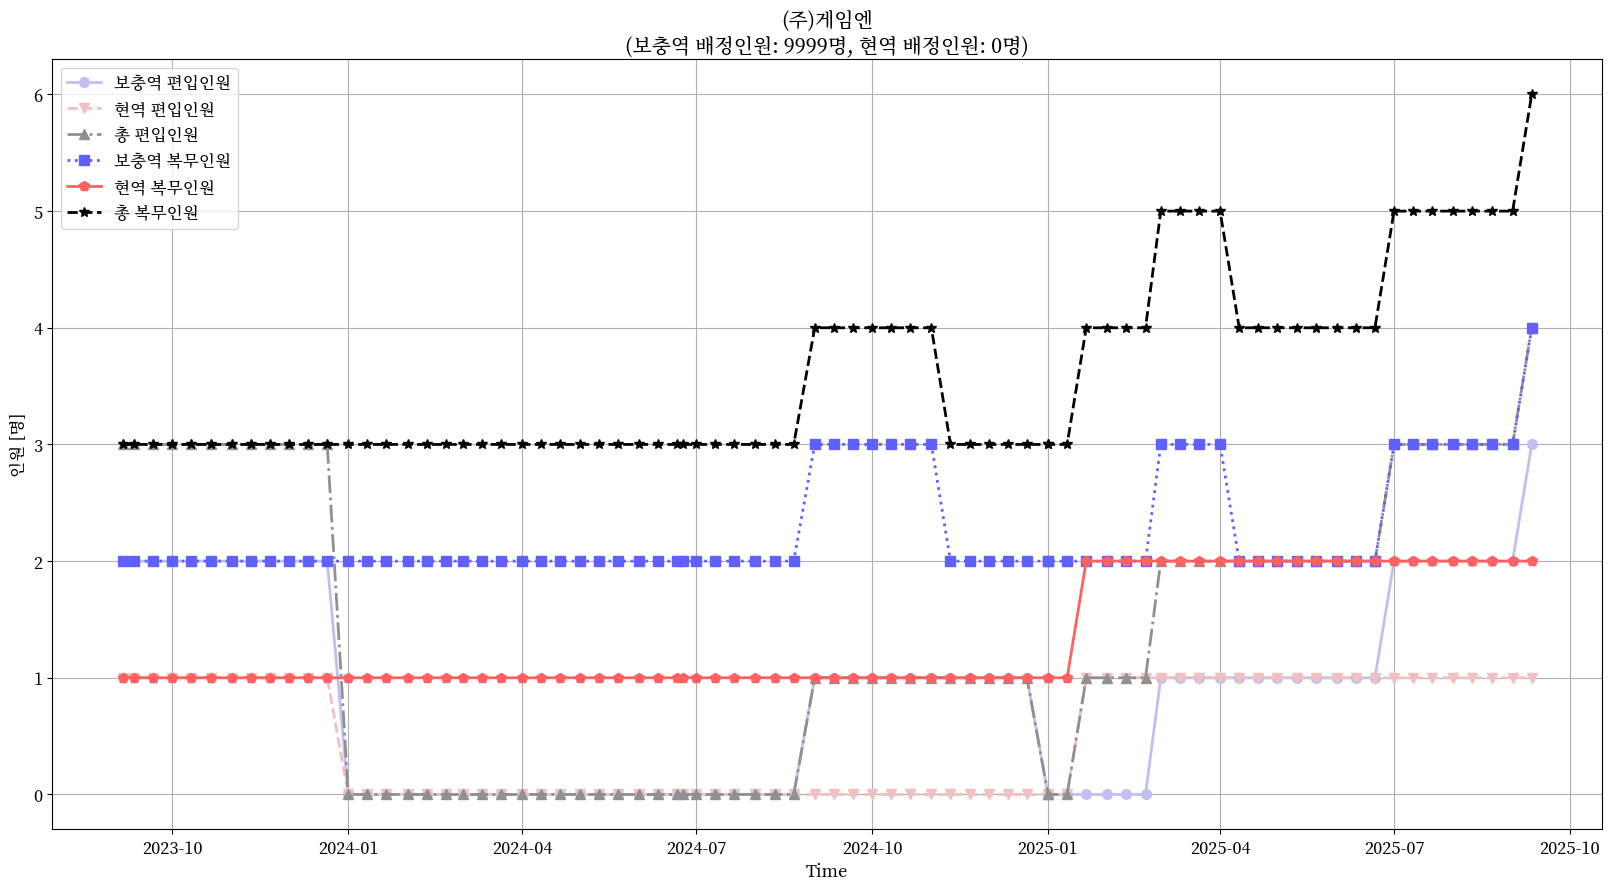 (주)게임엔
(보충역 배정인원: 9999명, 현역 배정인원: 0명)
보충역 편입인원
현역 편입인원
총 편입인원
보충역 복무인원
현역 복무인원
총 복무인원
6
5
4
3
2
1
0
인원 [명]
2023-10
2024-01
2024-04
2024-07
2024-10
2025-01
2025-04
2025-07
2025-10
Time